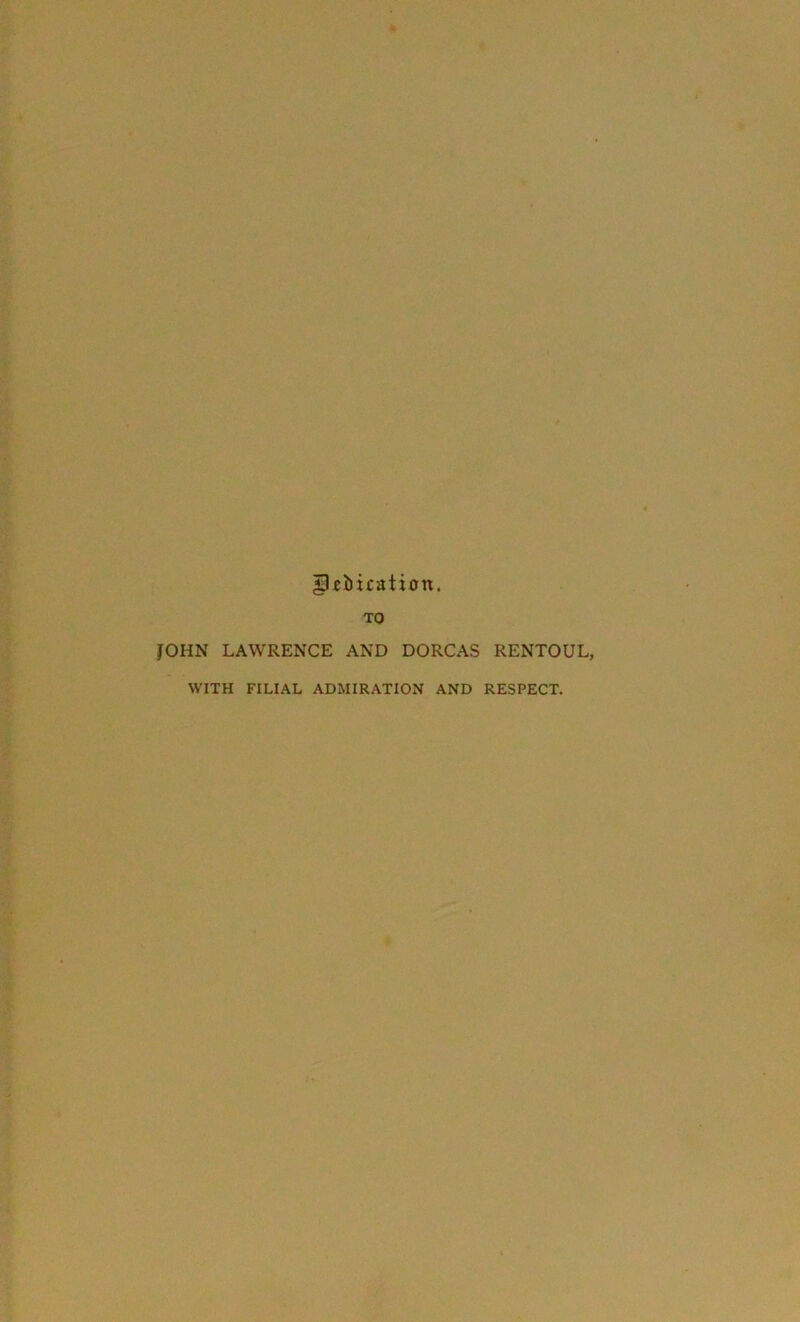 Dedication.
TO
JOHN LAWRENCE AND DORCAS RENTOUL,
WITH FILIAL ADMIRATION AND RESPECT.